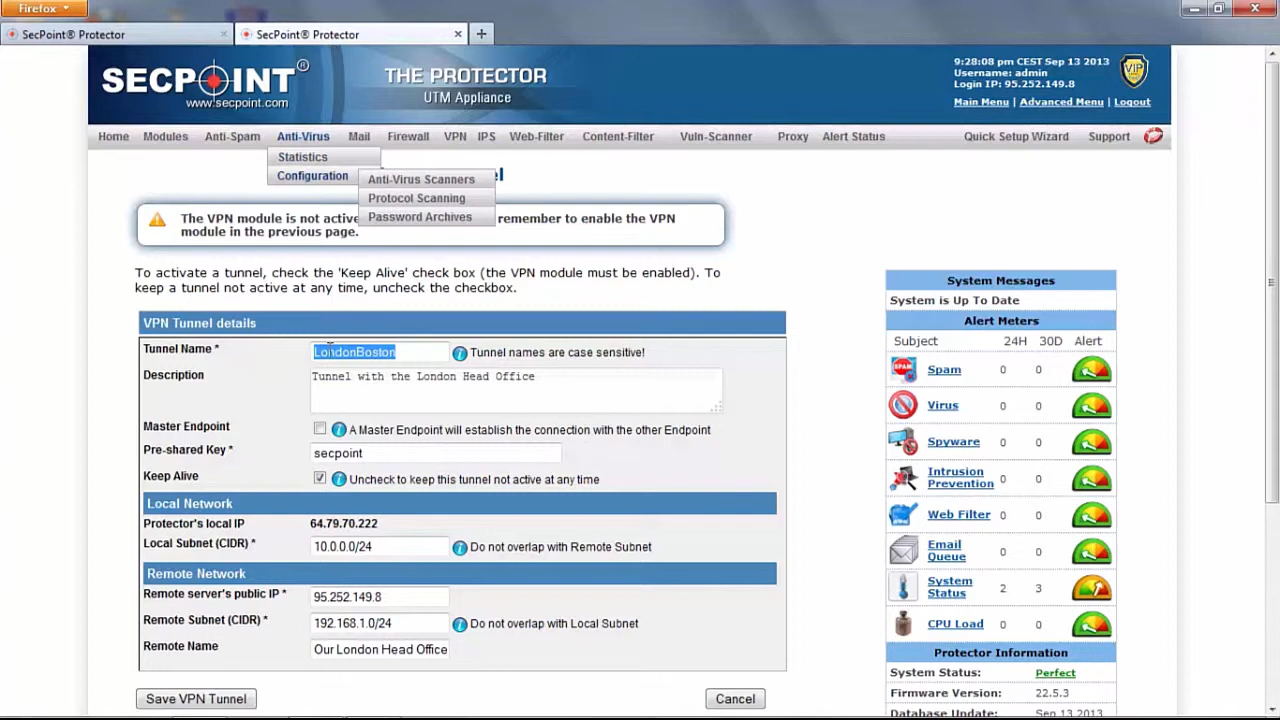 Firefox
SecPoint® Protector
SecPoint® Protector
SECPOINT®
www.secpoint.com
THE PROTECTOR
UTM Appliance
9:28:08 pm CEST Sep 13 2013
Username: admin
Login IP: 95.252.149.8
Main Menu | Advanced Menu | Logout
VIP
Home Modules Anti-Spam Anti-Virus Mail Firewall VPN IPS Web-Filter Content-Filter Vuln-Scanner Proxy Alert Status Quick Setup Wizard Support
Statistics
Configuration
Anti-Virus Scanners
Protocol Scanning
Password Archives
The VPN module is not active
remember to enable the VPN
module in the previous page.
To activate a tunnel, check the 'Keep Alive' check box (the VPN module must be enabled). To
keep a tunnel not active at any time, uncheck the checkbox.
VPN Tunnel details
Tunnel Name * LondonBoston Tunnel names are case sensitive!
Description Tunnel with the London Head Office
Master Endpoint A Master Endpoint will establish the connection with the other Endpoint
Pre-shared Key * secpoint
Keep Alive Uncheck to keep this tunnel not active at any time
Local Network
Protector's local IP 64.79.70.222
Local Subnet (CIDR) * 10.0.0.0/24 Do not overlap with Remote Subnet
Remote Network
Remote server's public IP * 95.252.149.8
Remote Subnet (CIDR) * 192.168.1.0/24 Do not overlap with Local Subnet
Remote Name Our London Head Office
Save VPN Tunnel Cancel
System Messages
System is Up To Date
Alert Meters
Subject 24H 30D Alert
SPAM Spam 0 0
Virus 0 0
Spyware 0 0
Intrusion
Prevention 0 0
Web Filter 0 0
Email
Queue 0 0
System
Status 2 3
CPU Load 0 0
Protector Information
System Status: Perfect
Firmware Version: 22.5.3
Database Update: Sep 13 2013